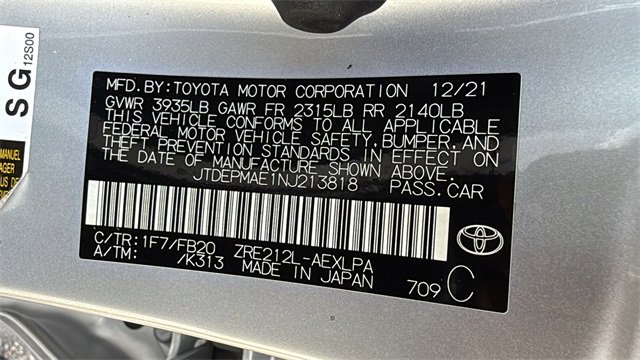 SG
12S00
MANUEL
MFD.BY:TOYOTA MOTOR CORPORATION 12/21
GVWR 3935LB GAWR FR 2315LB RR 2140LB
THIS VEHICLE CONFORMS TO ALL APPLICABLE
FEDERAL MOTOR VEHICLE SAFETY,BUMPER,AND
THEFT PREVENTION STANDARDS IN EFFECT ON
THE DATE OF MANUFACTURE SHOWN ABOVE.
JTDEPMAE1NJ213818 PASS.CAR
C/TR:1F7/FB20 ZRE212L-AEXLPA
A/TM: /K313 MADE IN JAPAN
709 C